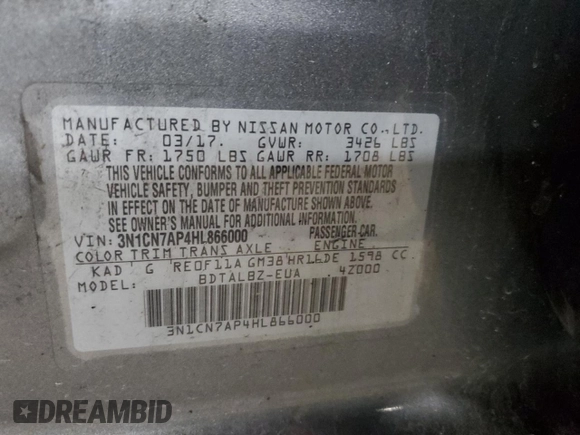 MANUFACTURED BY NISSAN MOTOR CO., LTD.
DATE: 03/17. GVWR: 3426 LBS
GAWR FR: 1750 LBS GAWR RR: 1708 LBS
THIS VEHICLE CONFORMS TO ALL APPLICABLE FEDERAL MOTOR
VEHICLE SAFETY, BUMPER AND THEFT PREVENTION STANDARDS
IN EFFECT ON THE DATE OF MANUFACTURE SHOWN ABOVE.
SEE OWNER'S MANUAL FOR ADDITIONAL INFORMATION.
VIN: 3N1CN7AP4HL866000 PASSENGER CAR.
COLOR TRIM TRANS AXLE ENGINE
KAD G RE0F11A GM38 HR16DE 1598 CC.
BDTALBZ-EUA 4Z000
3N1CN7AP4HL866000
DREAMBID